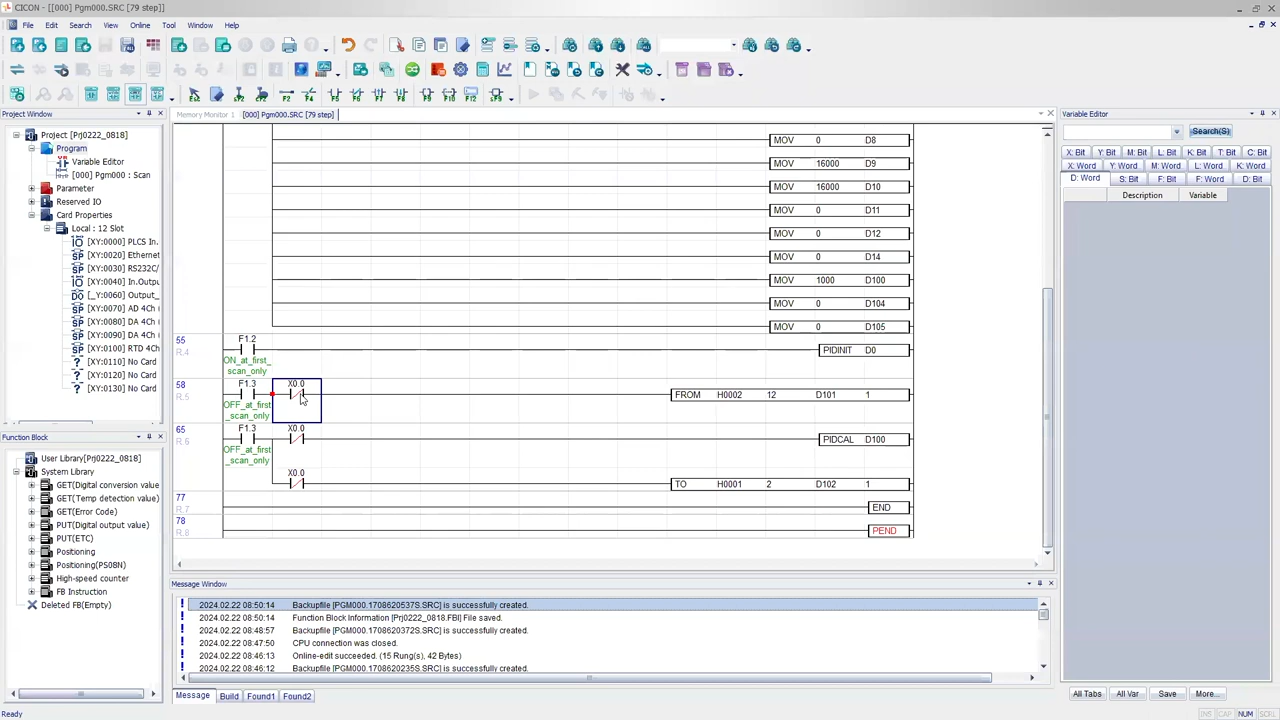 CICON - [[000] Pgm000.SRC [79 step]]
File Edit Search View Online Tool Window Help
Project Window
Memory Monitor 1 [000] Pgm000.SRC [79 step]
Variable Editor
Project [Prj0222_0818]
Program
Variable Editor
[000] Pgm000 : Scan
Parameter
Reserved IO
Card Properties
Local : 12 Slot
[XY:0000] PLCS In.
[XY:0020] Ethernet
[XY:0030] RS232C/
[XY:0040] In.Outpu
[_Y:0060] Output_
[XY:0070] AD 4Ch
[XY:0080] DA 4Ch
[XY:0090] DA 4Ch
[XY:0100] RTD 4Ch
[XY:0110] No Card
[XY:0120] No Card
[XY:0130] No Card
Function Block
User Library[Prj0222_0818]
System Library
GET(Digital conversion value
GET(Temp detection value
GET(Error Code)
PUT(Digital output value)
PUT(ETC)
Positioning
Positioning(PS08N)
High-speed counter
FB Instruction
Deleted FB(Empty)
MOV 0 D8
MOV 16000 D9
MOV 16000 D10
MOV 0 D11
MOV 0 D12
MOV 0 D14
MOV 1000 D100
MOV 0 D104
MOV 0 D105
55 F1.2
R.4 PIDINIT D0
ON_at_first_
scan_only
58 F1.3 X0.0
R.5 FROM H0002 12 D101 1
OFF_at_first
_scan_only
65 F1.3 X0.0
R.6 PIDCAL D100
OFF_at_first
_scan_only
X0.0
TO H0001 2 D102 1
77
R.7 END
78
R.8 PEND
Search(S)
X: Bit Y: Bit M: Bit L: Bit K: Bit T: Bit C: Bit
X: Word Y: Word M: Word L: Word K: Word
D: Word S: Bit F: Bit F: Word D: Bit
Description Variable
All Tabs All Var Save More...
Message Window
2024.02.22 08:50:14 Backupfile [PGM000.1708620537S.SRC] is successfully created.
2024.02.22 08:50:14 Function Block Information [Prj0222_0818.FBI] File saved.
2024.02.22 08:48:57 Backupfile [PGM000.1708620372S.SRC] is successfully created.
2024.02.22 08:47:50 CPU connection was closed.
2024.02.22 08:46:13 Online-edit succeeded. (15 Rung(s), 42 Bytes)
2024.02.22 08:46:12 Backupfile [PGM000.1708620235S.SRC] is successfully created.
Message Build Found1 Found2
Ready
INS CAP NUM SCRL